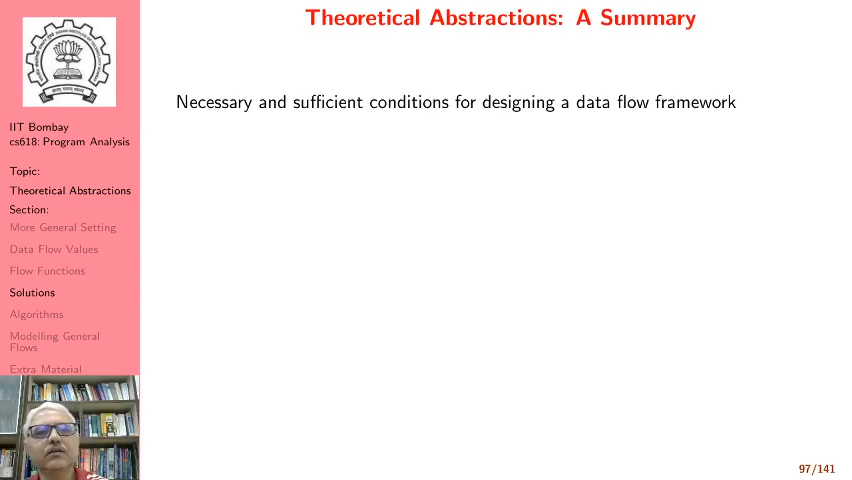 Theoretical Abstractions: A Summary
Necessary and sufficient conditions for designing a data flow framework
IIT Bombay
cs618: Program Analysis
Topic:
Theoretical Abstractions
Section:
More General Setting
Data Flow Values
Flow Functions
Solutions
Algorithms
Modelling General
Flows
Extra Material
97/141